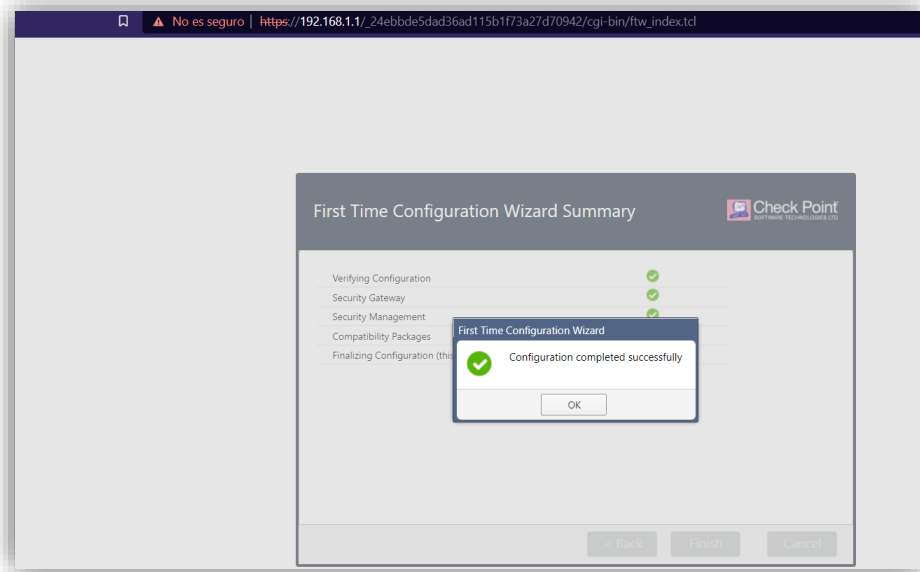 No es seguro | https://192.168.1.1/_24ebbde5dad36ad115b1f73a27d70942/cgi-bin/ftw_index.tcl
First Time Configuration Wizard Summary
Check Point
SOFTWARE TECHNOLOGIES LTD.
Verifying Configuration
Security Gateway
Security Management
Compatibility Packages
Finalizing Configuration (this
First Time Configuration Wizard
Configuration completed successfully
OK
< Back Finish Cancel